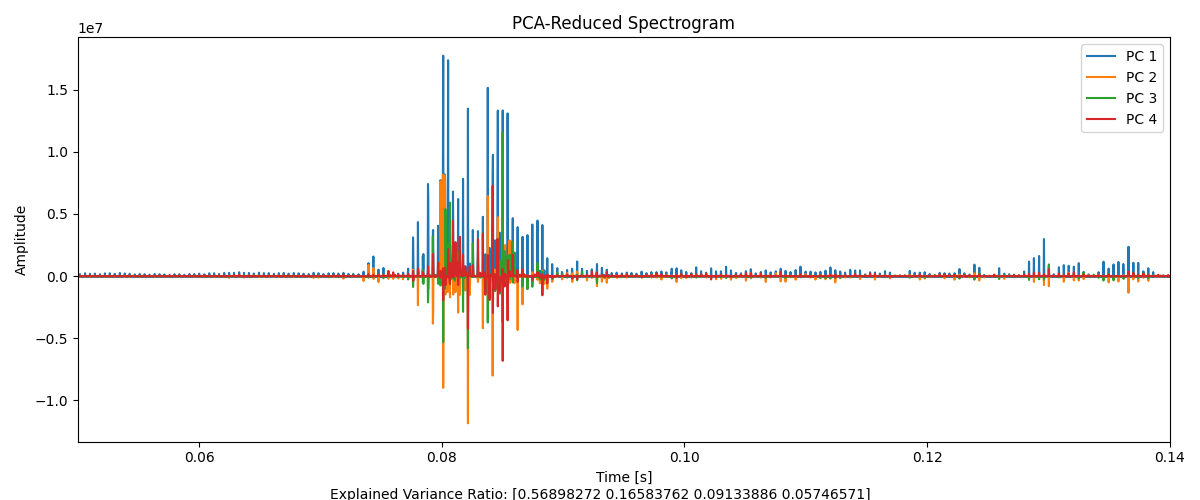 PCA-Reduced Spectrogram
1e7
PC 1
PC 2
PC 3
PC 4
1.5
1.0
0.5
0.0
−0.5
−1.0
Amplitude
0.06
0.08
0.10
0.12
0.14
Time [s]
Explained Variance Ratio: [0.56898272 0.16583762 0.09133886 0.05746571]